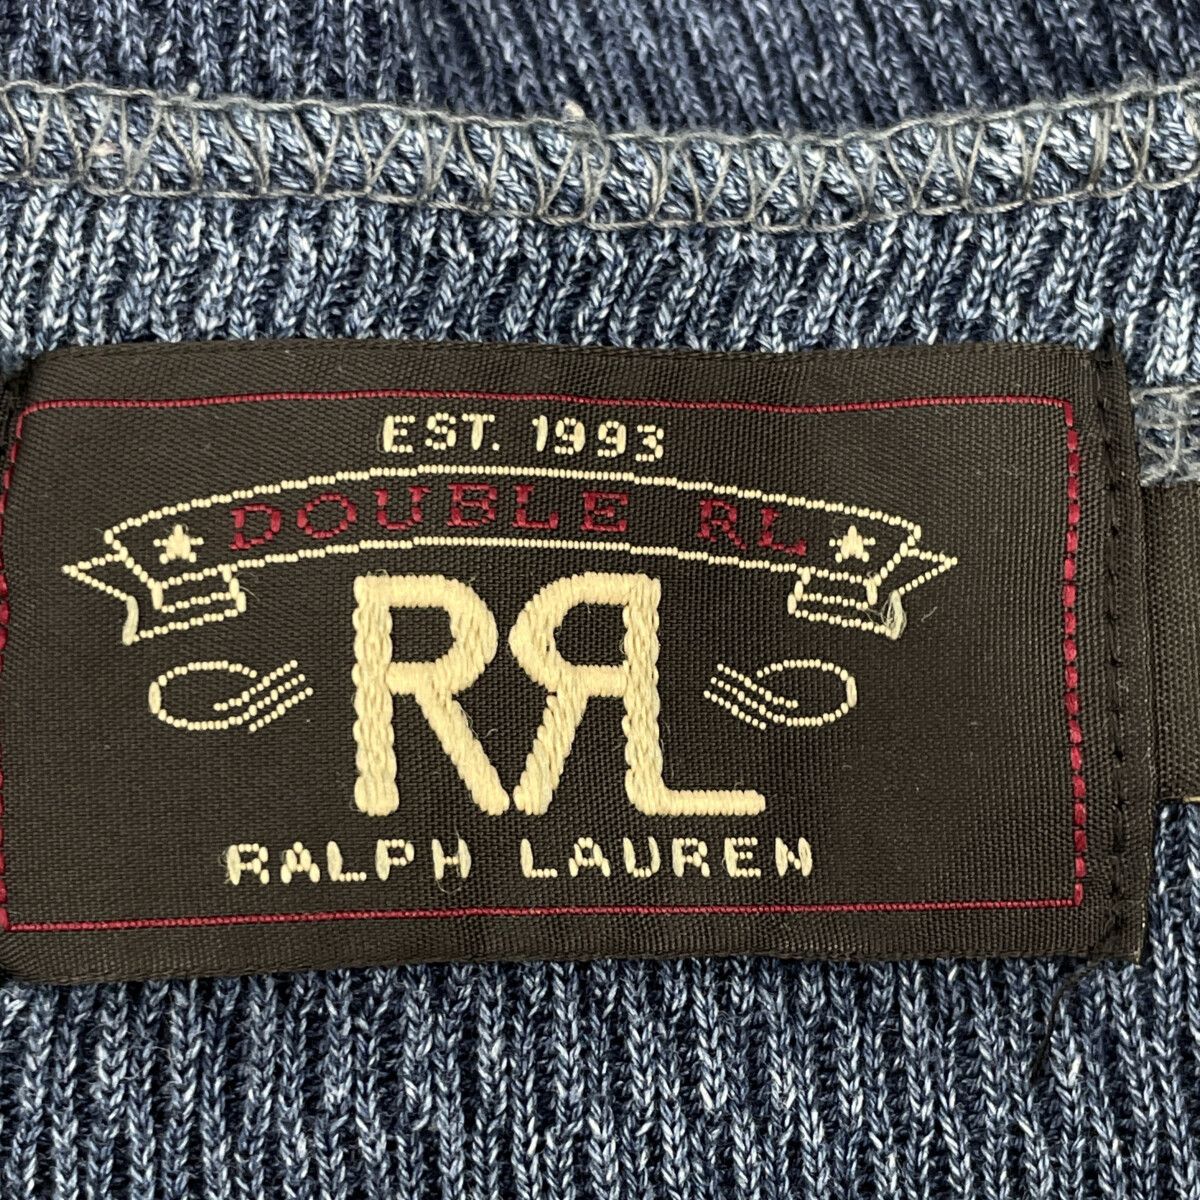 EST. 1993
DOUBLE RL
RRL
RALPH LAUREN